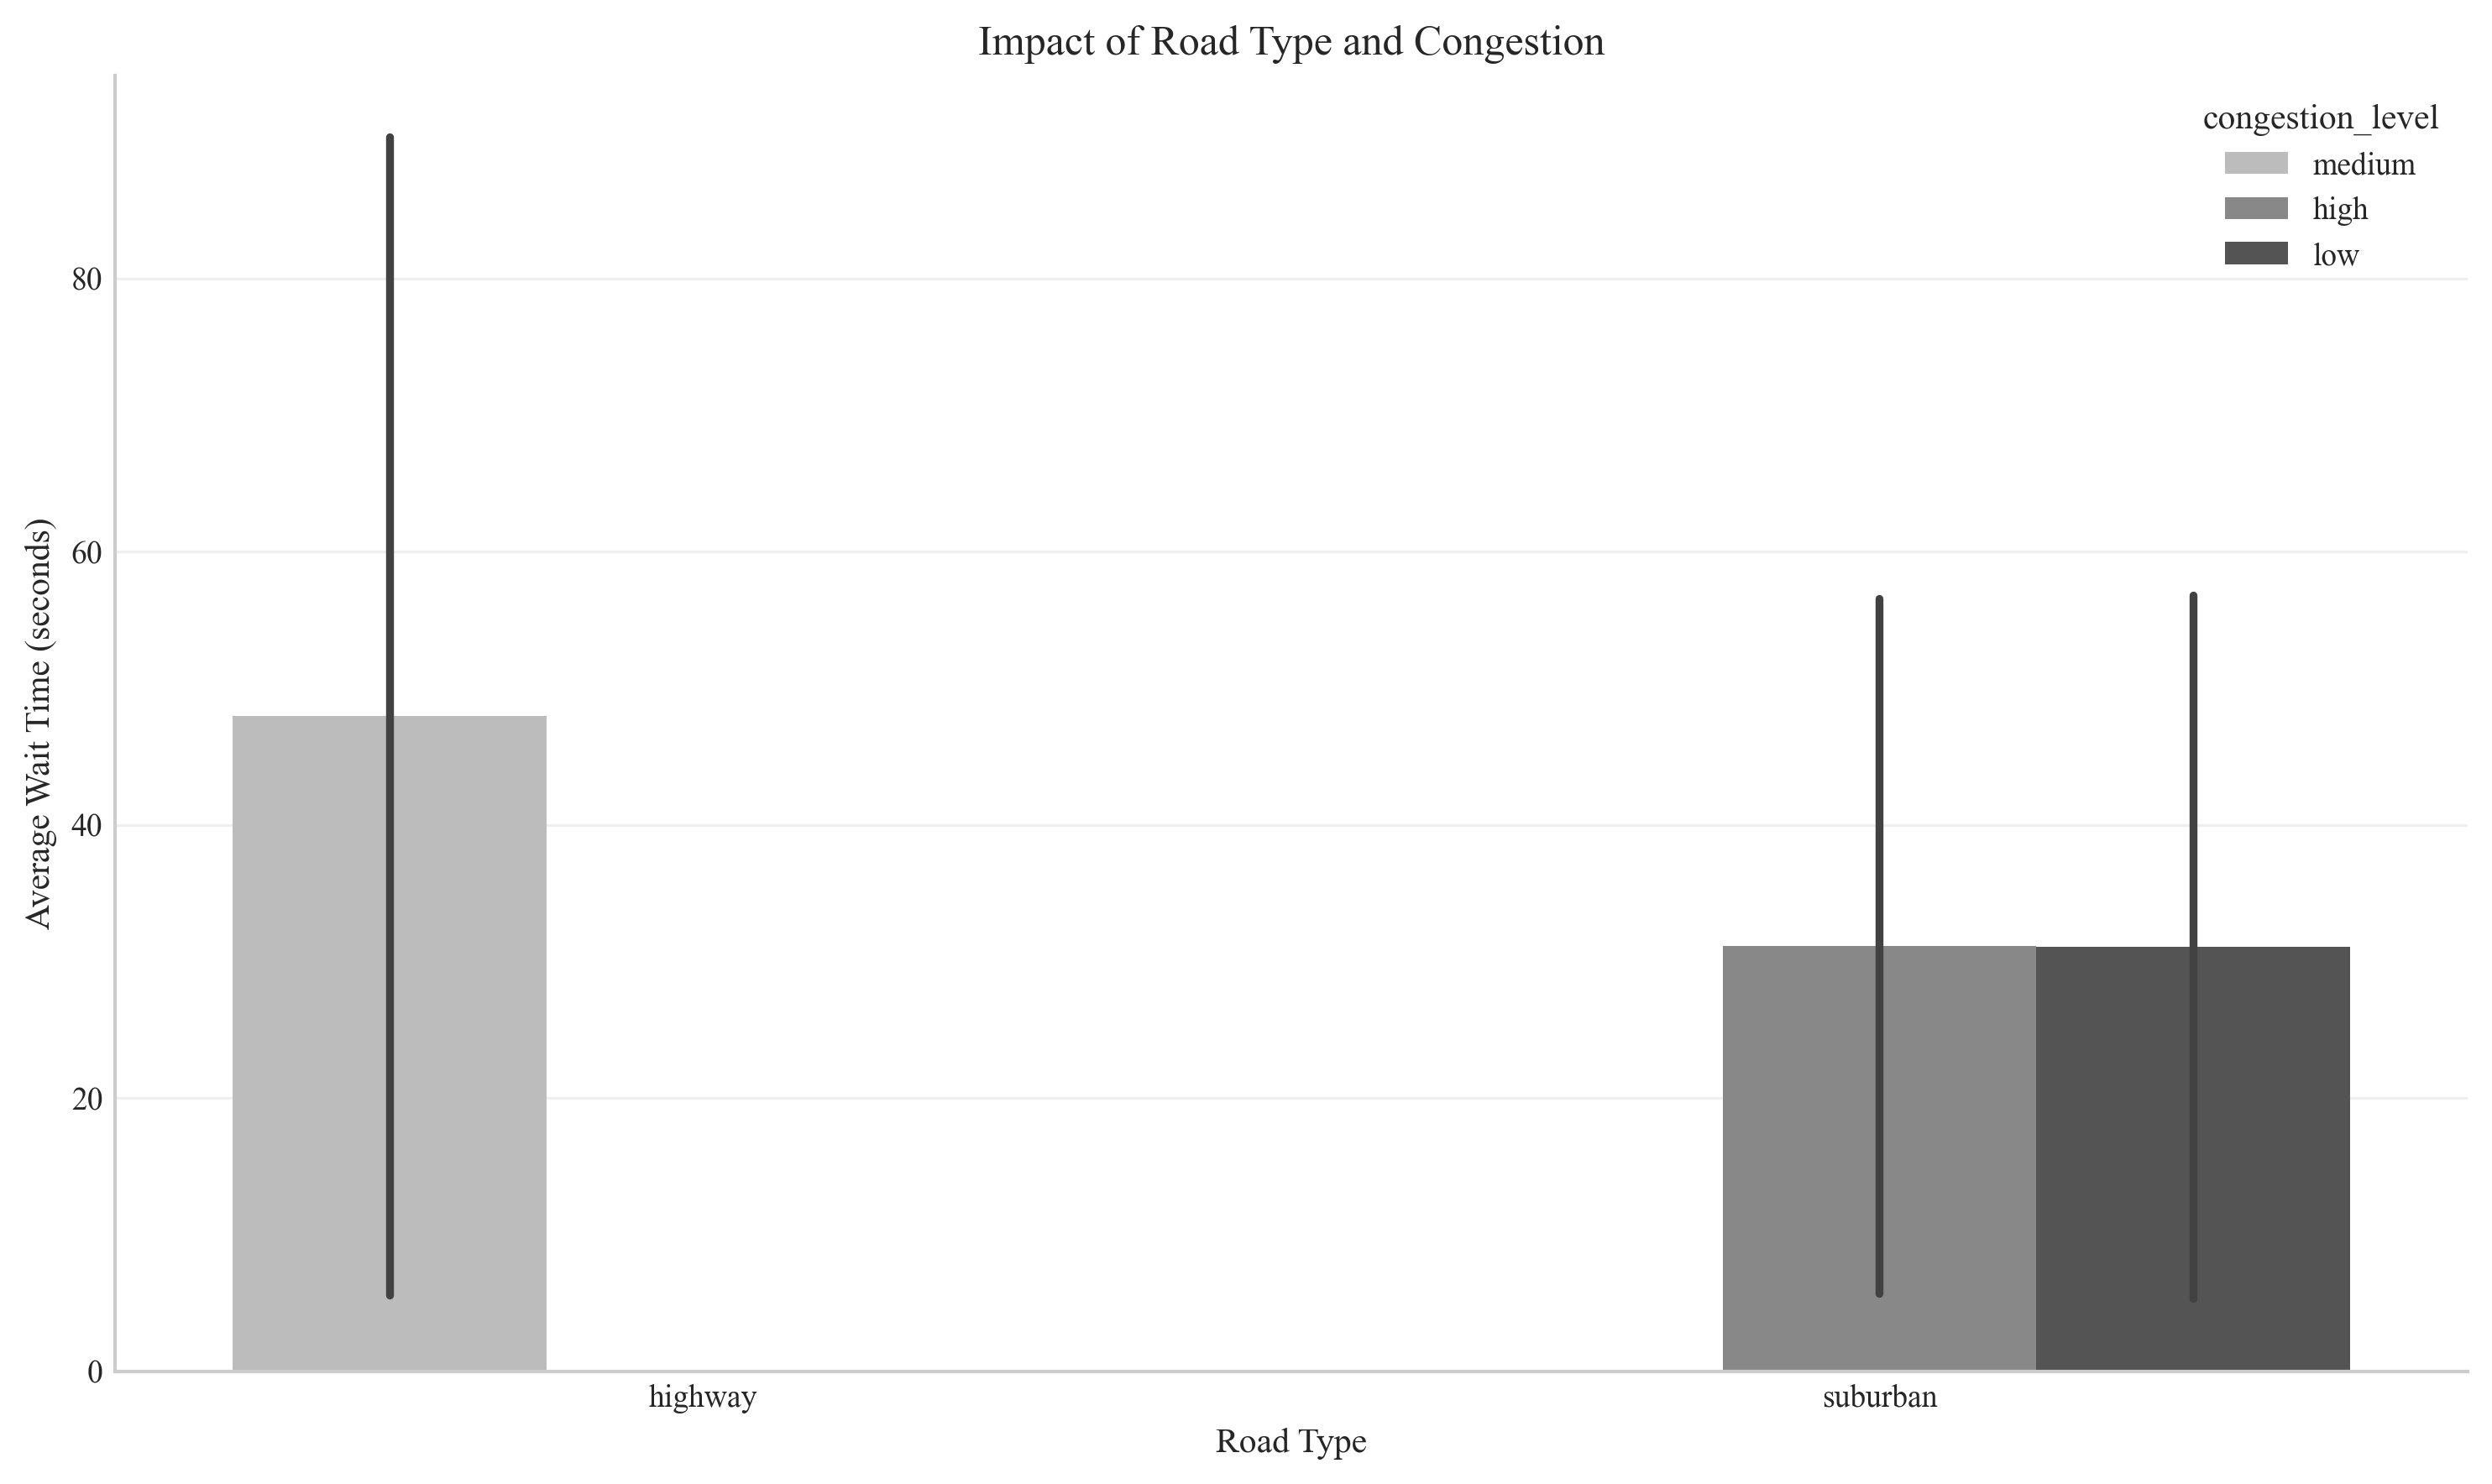 Impact of Road Type and Congestion
congestion_level
medium
high
low
Average Wait Time (seconds)
80
60
40
20
0
highway
suburban
Road Type